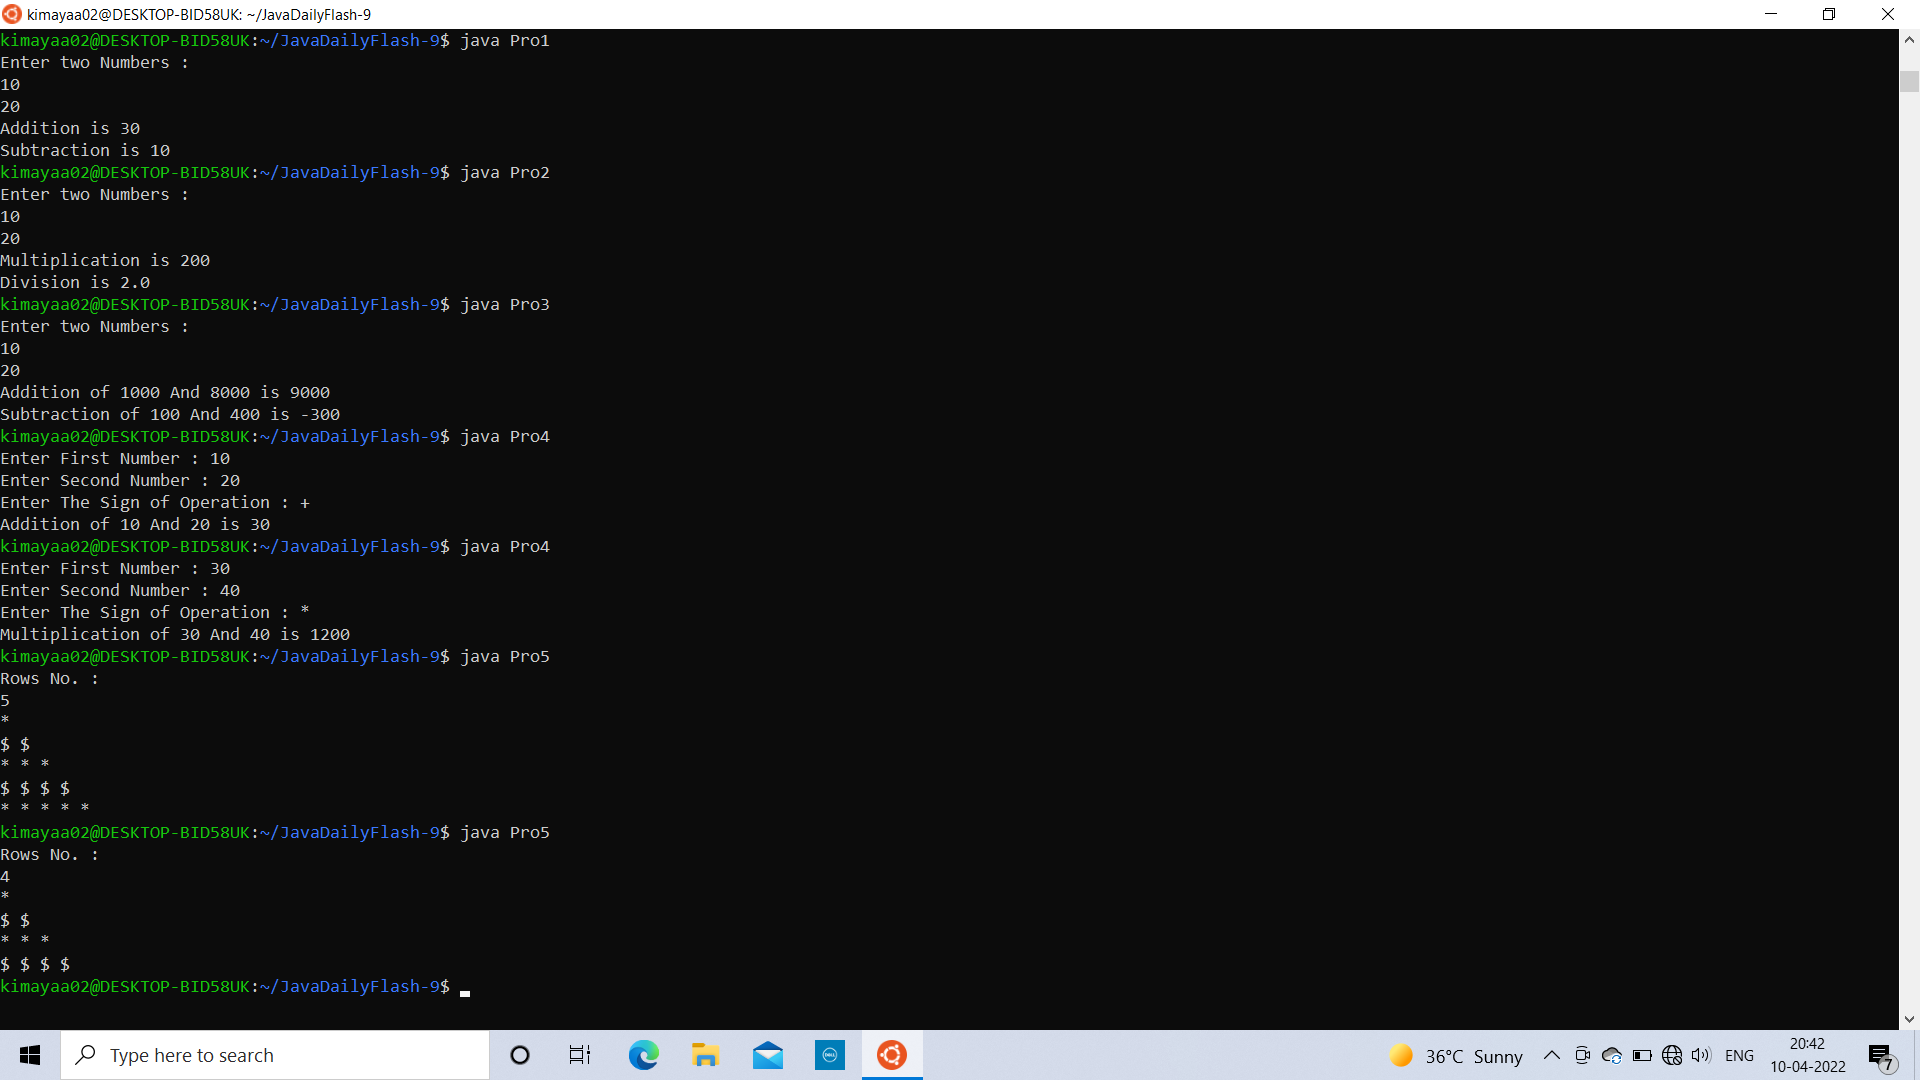 kimayaa02@DESKTOP-BID58UK: ~/JavaDailyFlash-9
kimayaa02@DESKTOP-BID58UK:~/JavaDailyFlash-9$ java Pro1
Enter two Numbers :
10
20
Addition is 30
Subtraction is 10
kimayaa02@DESKTOP-BID58UK:~/JavaDailyFlash-9$ java Pro2
Enter two Numbers :
10
20
Multiplication is 200
Division is 2.0
kimayaa02@DESKTOP-BID58UK:~/JavaDailyFlash-9$ java Pro3
Enter two Numbers :
10
20
Addition of 1000 And 8000 is 9000
Subtraction of 100 And 400 is -300
kimayaa02@DESKTOP-BID58UK:~/JavaDailyFlash-9$ java Pro4
Enter First Number : 10
Enter Second Number : 20
Enter The Sign of Operation : +
Addition of 10 And 20 is 30
kimayaa02@DESKTOP-BID58UK:~/JavaDailyFlash-9$ java Pro4
Enter First Number : 30
Enter Second Number : 40
Enter The Sign of Operation : *
Multiplication of 30 And 40 is 1200
kimayaa02@DESKTOP-BID58UK:~/JavaDailyFlash-9$ java Pro5
Rows No. :
5
*
$ $
* * *
$ $ $ $
* * * * *
kimayaa02@DESKTOP-BID58UK:~/JavaDailyFlash-9$ java Pro5
Rows No. :
4
*
$ $
* * *
$ $ $ $
kimayaa02@DESKTOP-BID58UK:~/JavaDailyFlash-9$
Type here to search
DELL
36°C Sunny
ENG
20:42
10-04-2022
7